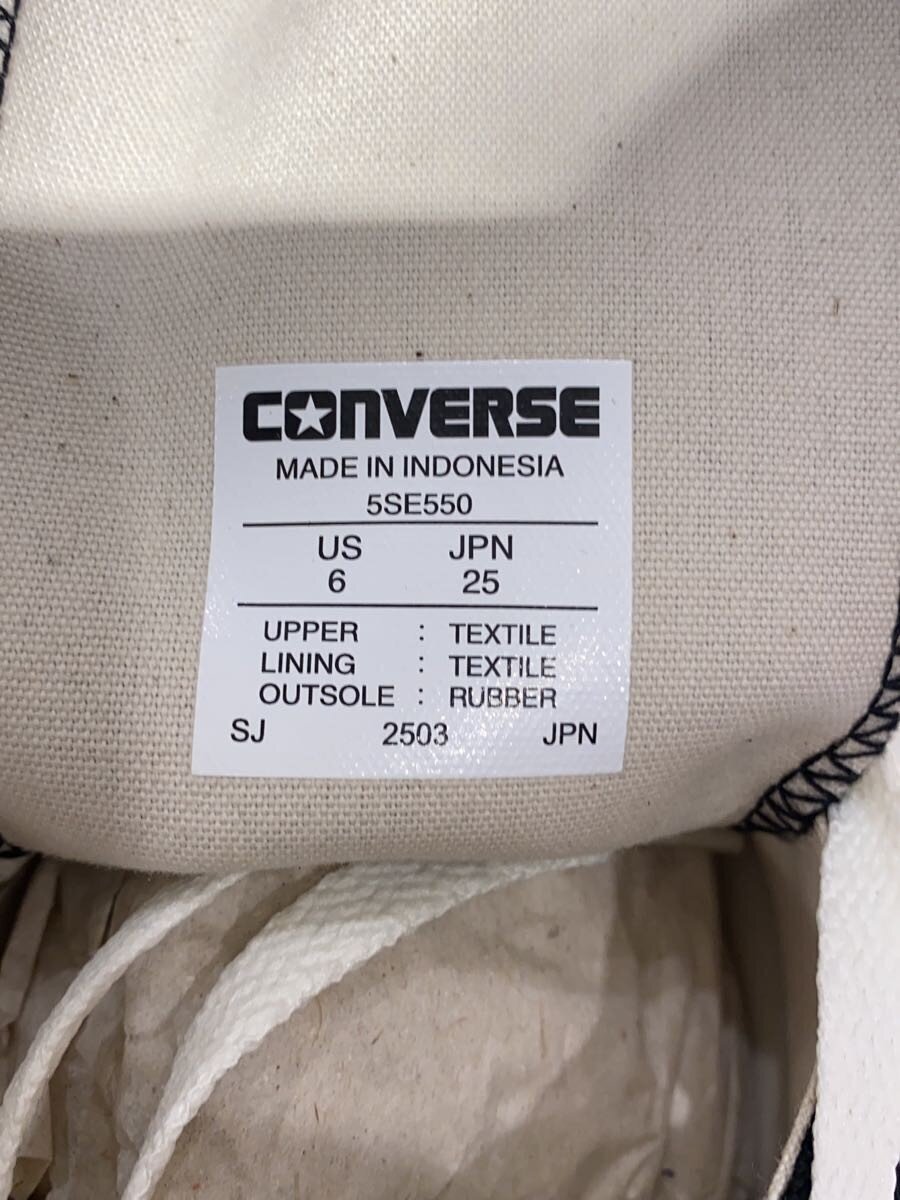 CONVERSE
MADE IN INDONESIA
5SE550
US JPN
6 25
UPPER : TEXTILE
LINING : TEXTILE
OUTSOLE : RUBBER
SJ 2503 JPN